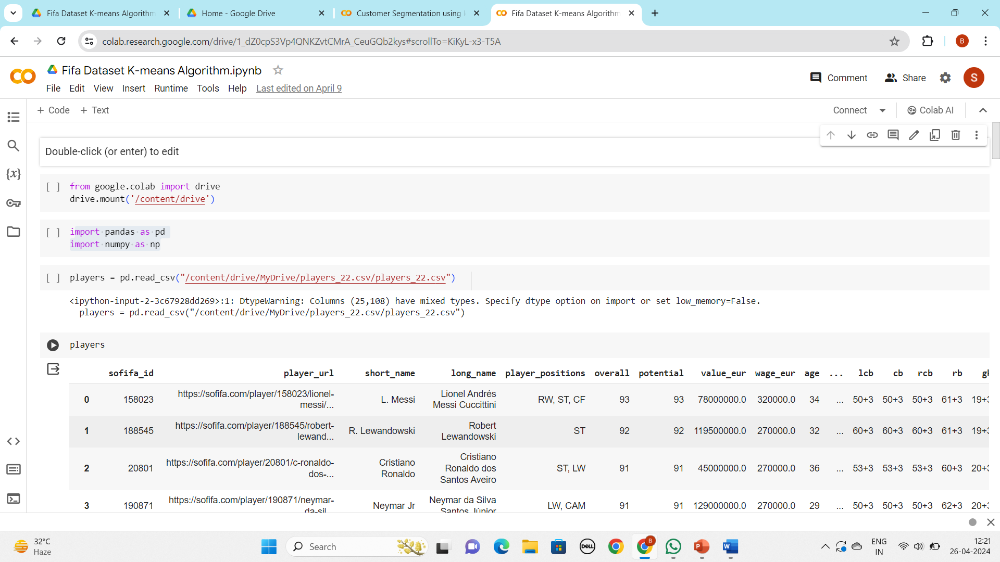 Fifa Dataset K-means Algorithm
Home - Google Drive
Customer Segmentation using
Fifa Dataset K-means Algorithm
colab.research.google.com/drive/1_dZ0cpS3Vp4QNKZvtCMrA_CeuGQb2kys#scrollTo=KiKyL-x3-T5A
B
Fifa Dataset K-means Algorithm.ipynb
Comment
Share
S
File Edit View Insert Runtime Tools Help Last edited on April 9
+ Code + Text
Connect
Colab AI
Double-click (or enter) to edit
[ ] from google.colab import drive
drive.mount('/content/drive')
[ ] import pandas as pd
import numpy as np
[ ] players = pd.read_csv("/content/drive/MyDrive/players_22.csv/players_22.csv")
<ipython-input-2-3c67928dd269>:1: DtypeWarning: Columns (25,108) have mixed types. Specify dtype option on import or set low_memory=False.
players = pd.read_csv("/content/drive/MyDrive/players_22.csv/players_22.csv")
players
sofifa_id player_url short_name long_name player_positions overall potential value_eur wage_eur age ... lcb cb rcb rb
0 158023 https://sofifa.com/player/158023/lionel-messi/... L. Messi Lionel Andrés Messi Cuccittini RW, ST, CF 93 93 78000000.0 320000.0 34 ... 50+3 50+3 50+3 61+3 19+3
1 188545 https://sofifa.com/player/188545/robert-lewand... R. Lewandowski Robert Lewandowski ST 92 92 119500000.0 270000.0 32 ... 60+3 60+3 60+3 61+3 19+3
2 20801 https://sofifa.com/player/20801/c-ronaldo-dos-... Cristiano Ronaldo Cristiano Ronaldo dos Santos Aveiro ST, LW 91 91 45000000.0 270000.0 36 ... 53+3 53+3 53+3 60+3 20+3
3 190871 https://sofifa.com/player/190871/neymar-da-sil... Neymar Jr Neymar da Silva Santos Júnior LW, CAM 91 91 129000000.0 270000.0 29 ... 50+3 50+3 50+3 62+3 20+3
32°C
Haze
Search
DELL
B
ENG
IN
12:21
26-04-2024